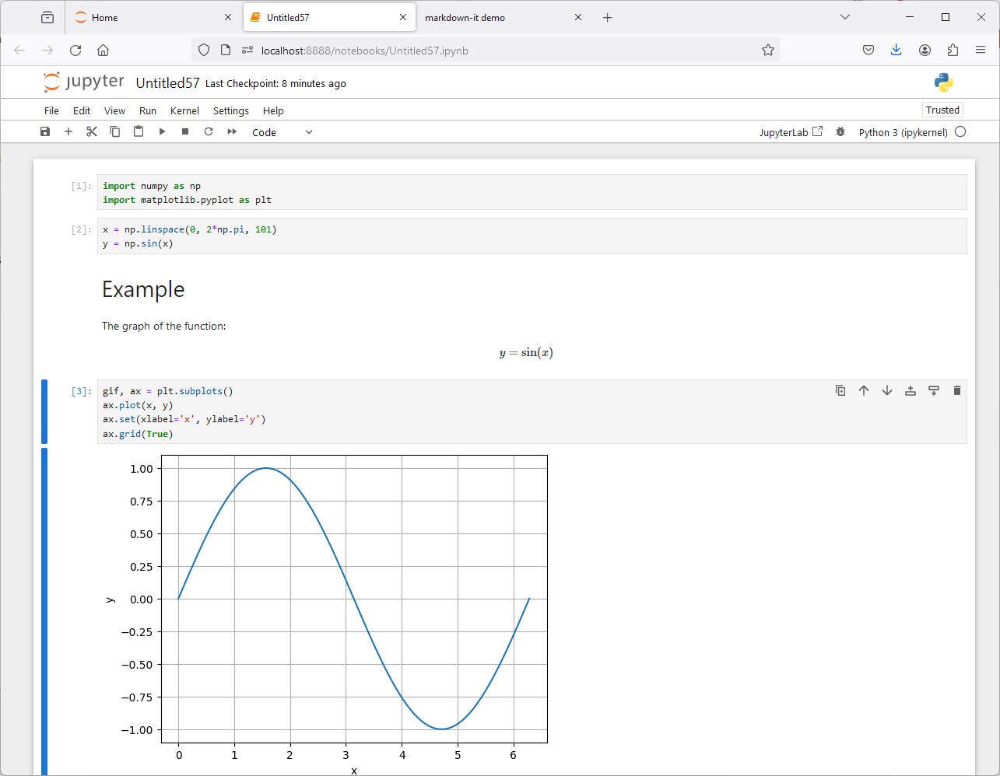 Home
Untitled57
markdown-it demo
localhost:8888/notebooks/Untitled57.ipynb
jupyter Untitled57 Last Checkpoint: 8 minutes ago
File Edit View Run Kernel Settings Help Trusted
Code JupyterLab Python 3 (ipykernel)
[1]: import numpy as np
import matplotlib.pyplot as plt
[2]: x = np.linspace(0, 2*np.pi, 101)
y = np.sin(x)
Example
The graph of the function:
y = sin(x)
[3]: gif, ax = plt.subplots()
ax.plot(x, y)
ax.set(xlabel='x', ylabel='y')
ax.grid(True)
1.00
0.75
0.50
0.25
0.00
−0.25
−0.50
−0.75
−1.00
y
0 1 2 3 4 5 6
x